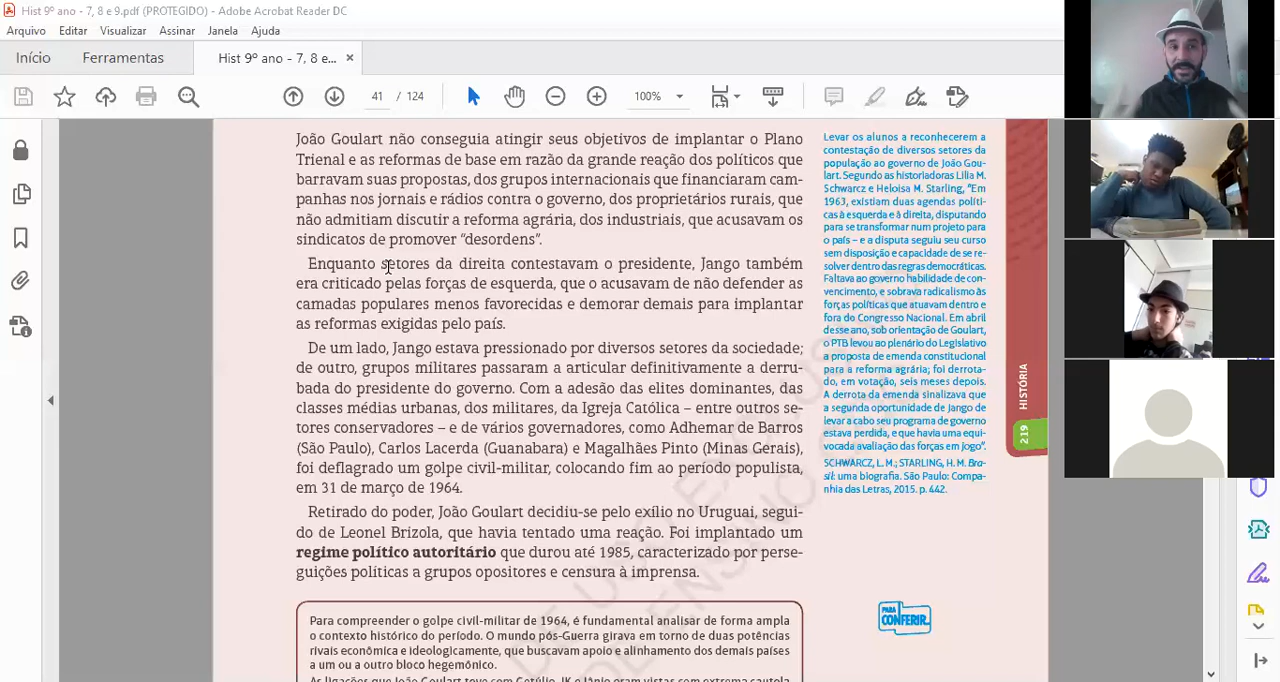 Hist 9º ano - 7, 8 e 9.pdf (PROTEGIDO) - Adobe Acrobat Reader DC
Arquivo Editar Visualizar Assinar Janela Ajuda
Início Ferramentas Hist 9º ano - 7, 8 e... ×
41 / 124 100%
João Goulart não conseguia atingir seus objetivos de implantar o Plano
Trienal e as reformas de base em razão da grande reação dos políticos que
barravam suas propostas, dos grupos internacionais que financiaram cam-
panhas nos jornais e rádios contra o governo, dos proprietários rurais, que
não admitiam discutir a reforma agrária, dos industriais, que acusavam os
sindicatos de promover “desordens”.
Enquanto setores da direita contestavam o presidente, Jango também
era criticado pelas forças de esquerda, que o acusavam de não defender as
camadas populares menos favorecidas e demorar demais para implantar
as reformas exigidas pelo país.
De um lado, Jango estava pressionado por diversos setores da sociedade;
de outro, grupos militares passaram a articular definitivamente a derru-
bada do presidente do governo. Com a adesão das elites dominantes, das
classes médias urbanas, dos militares, da Igreja Católica – entre outros se-
tores conservadores – e de vários governadores, como Adhemar de Barros
(São Paulo), Carlos Lacerda (Guanabara) e Magalhães Pinto (Minas Gerais),
foi deflagrado um golpe civil-militar, colocando fim ao período populista,
em 31 de março de 1964.
Retirado do poder, João Goulart decidiu-se pelo exílio no Uruguai, segui-
do de Leonel Brizola, que havia tentado uma reação. Foi implantado um
regime político autoritário que durou até 1985, caracterizado por perse-
guições políticas a grupos opositores e censura à imprensa.
Para compreender o golpe civil-militar de 1964, é fundamental analisar de forma ampla
o contexto histórico do período. O mundo pós-Guerra girava em torno de duas potências
rivais econômica e ideologicamente, que buscavam apoio e alinhamento dos demais países
a um ou a outro bloco hegemônico.
As ligações que João Goulart teve com Getúlio, JK e Jânio eram vistas com extrema cautela
Levar os alunos a reconhecerem a
contestação de diversos setores da
população ao governo de João Gou-
lart. Segundo as historiadoras Lilia M.
Schwarcz e Heloisa M. Starling, “Em
1963, existiam duas agendas políti-
cas à esquerda e à direita, disputando
para se transformar num projeto para
o país – e a disputa seguiu seu curso
sem disposição e capacidade de se re-
solver dentro das regras democráticas.
Faltava ao governo habilidade de con-
vencimento, e sobrava radicalismo às
forças políticas que atuavam dentro e
fora do Congresso Nacional. Em abril
desse ano, sob orientação de Goulart,
o PTB levou ao plenário do Legislativo
a proposta de emenda constitucional
para a reforma agrária; foi derrota-
do, em votação, seis meses depois.
A derrota da emenda sinalizava que
a segunda oportunidade de Jango de
levar a cabo seu programa de governo
estava perdida, e que havia uma equi-
vocada avaliação das forças em jogo”.
SCHWARCZ, L. M.; STARLING, H. M. Bra-
sil: uma biografia. São Paulo: Compa-
nhia das Letras, 2015. p. 442.
PARA
CONFERIR
HISTÓRIA
219